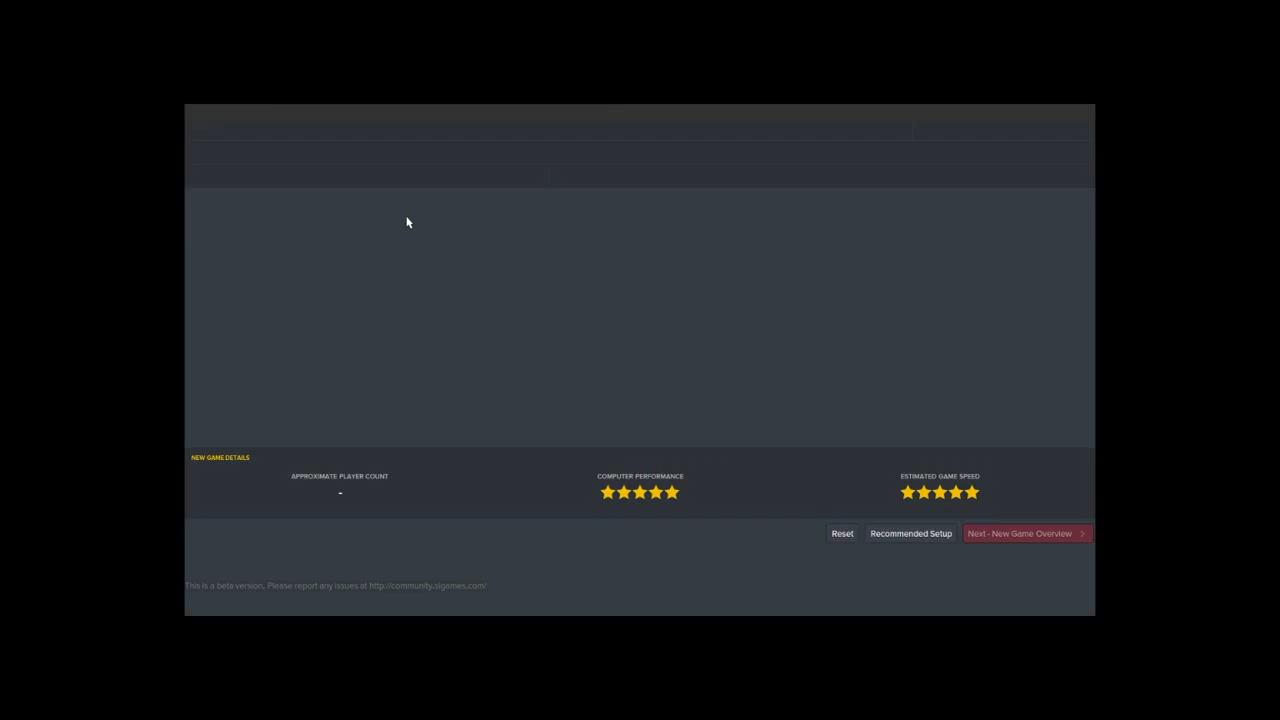 NEW GAME DETAILS
APPROXIMATE PLAYER COUNT
-
COMPUTER PERFORMANCE
ESTIMATED GAME SPEED
Reset
Recommended Setup
Next - New Game Overview
This is a beta version. Please report any issues at http://community.sigames.com/